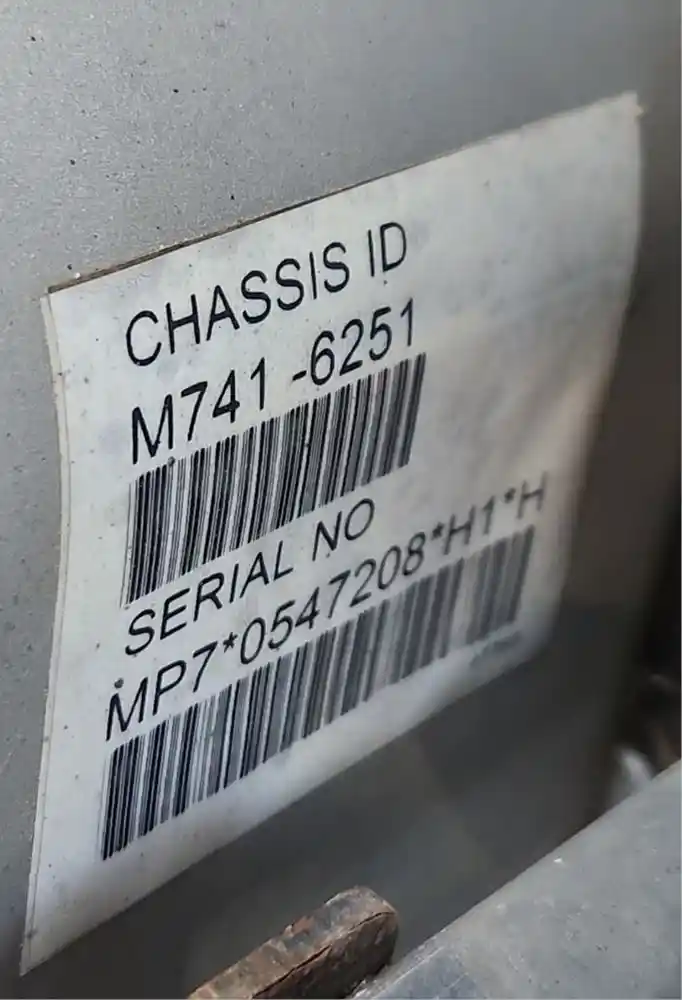 CHASSIS ID
M741 -6251
SERIAL NO
MP7*0547208*H1*H